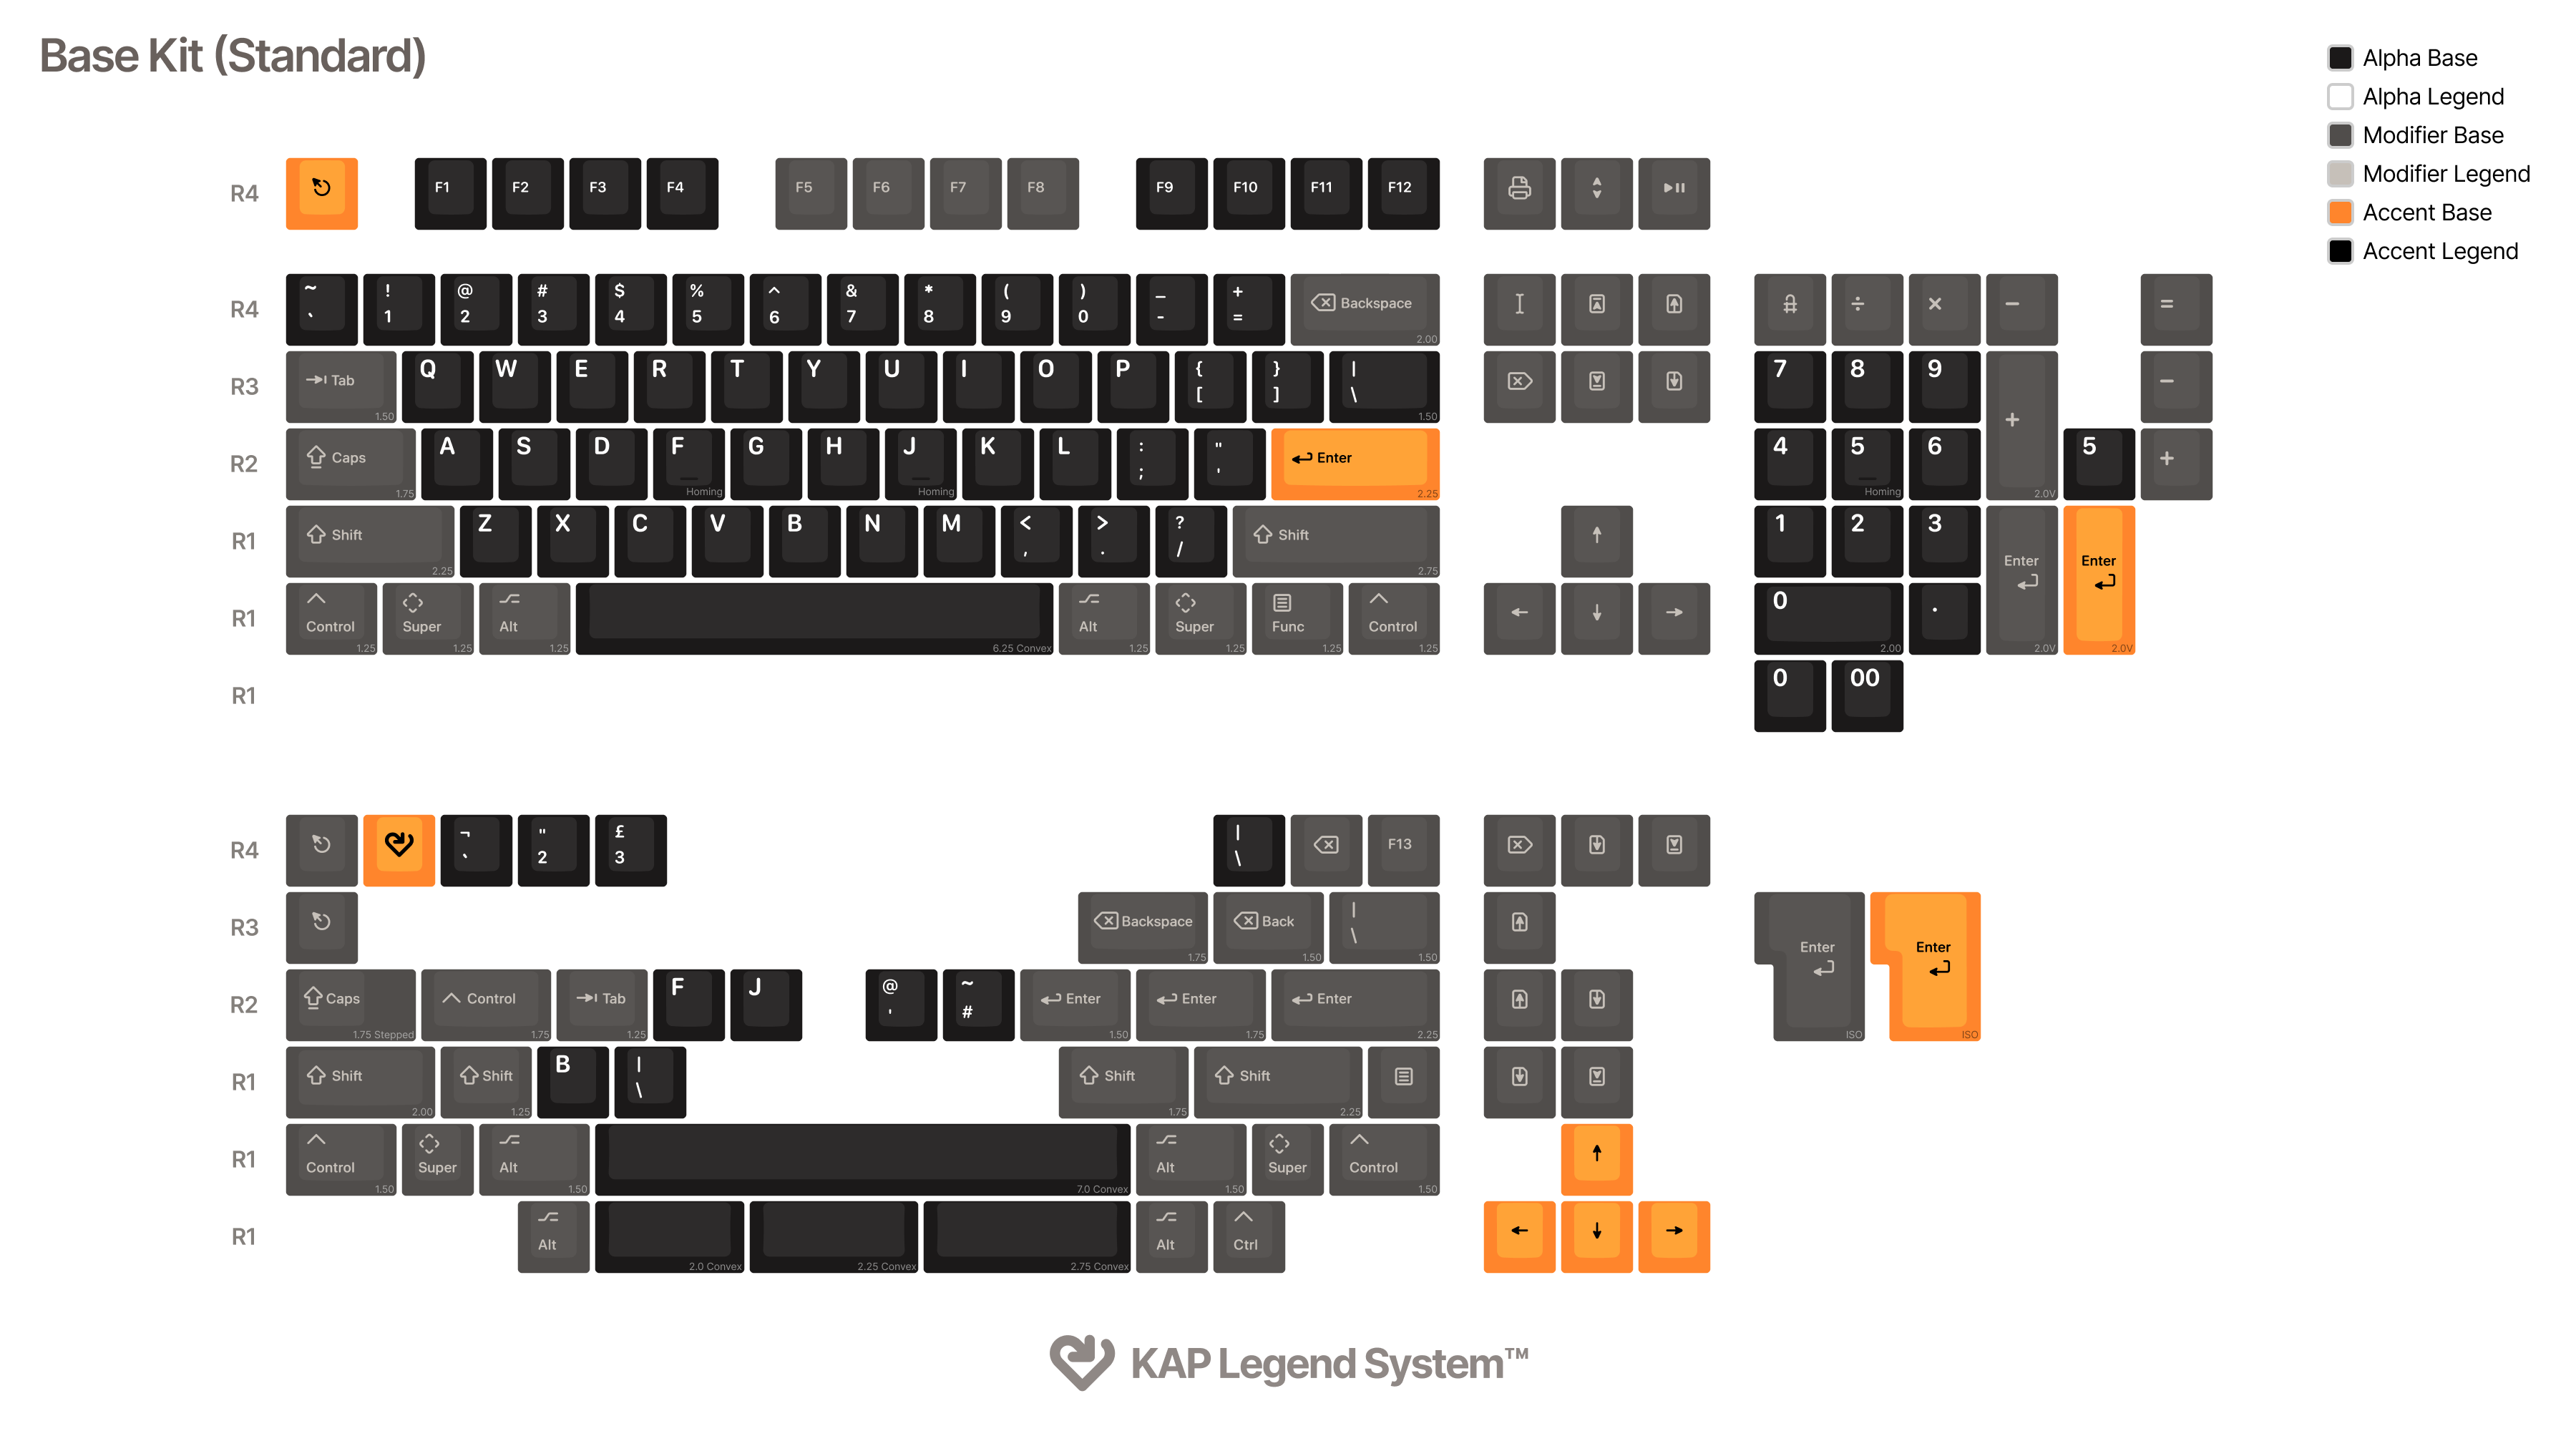 Base Kit (Standard)
Alpha Base
Alpha Legend
Modifier Base
Modifier Legend
Accent Base
Accent Legend
R4 F1 F2 F3 F4 F5 F6 F7 F8 F9 F10 F11 F12
R4 ~ ` ! 1 @ 2 # 3 $ 4 % 5 ^ 6 & 7 * 8 ( 9 ) 0 _ - + = Backspace 2.00 ÷ × − =
R3 Tab 1.50 Q W E R T Y U I O P { [ } ] | \ 1.50 7 8 9 + 2.0V −
R2 Caps 1.75 A S D F Homing G H J Homing K L : ; " ' Enter 2.25 4 5 Homing 6 5 +
R1 Shift 2.25 Z X C V B N M < , > . ? / Shift 2.75 ↑ 1 2 3 Enter 2.0V Enter 2.0V
R1 Control 1.25 Super 1.25 Alt 1.25 6.25 Convex Alt 1.25 Super 1.25 Func 1.25 Control 1.25 ← ↓ → 0 2.00 .
R1 0 00
R4 ¬ ` " 2 £ 3 | \ F13
R3 Backspace 1.75 Back 1.50 | \ 1.50 Enter ISO Enter ISO
R2 Caps 1.75 Stepped Control 1.75 Tab 1.25 F J @ ' ~ # Enter 1.50 Enter 1.75 Enter 2.25
R1 Shift 2.00 Shift 1.25 B | \ Shift 1.75 Shift 2.25
R1 Control 1.50 Super Alt 1.50 7.0 Convex Alt 1.50 Super Control 1.50 ↑
R1 Alt 2.0 Convex 2.25 Convex 2.75 Convex Alt Ctrl ← ↓ →
KAP Legend System™